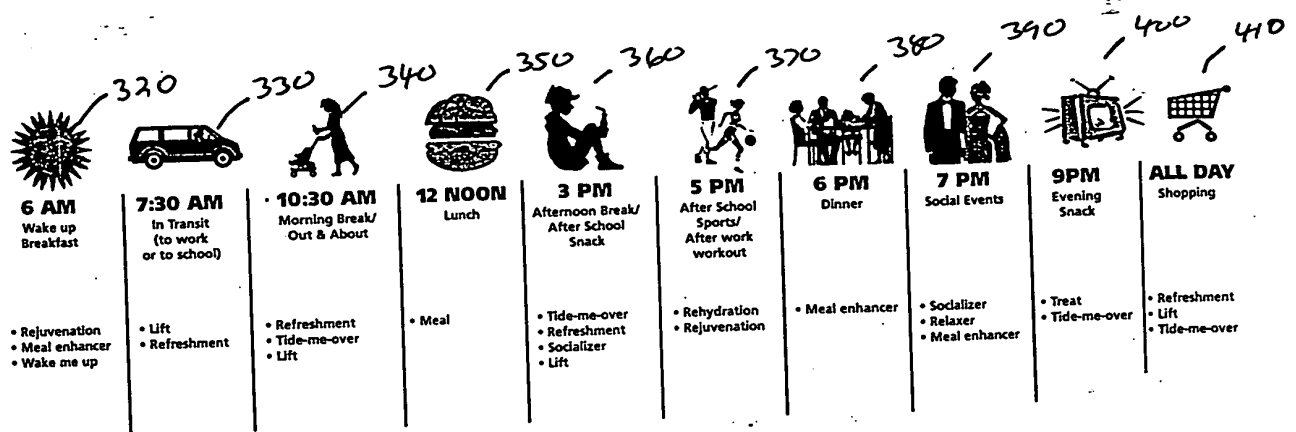 320
330
340
350
360
370
380
390
400
410
6 AM
Wake up
Breakfast
• Rejuvenation
• Meal enhancer
• Wake me up
7:30 AM
In Transit
(to work
or to school)
• Lift
• Refreshment
10:30 AM
Morning Break/
Out & About
• Refreshment
• Tide-me-over
• Lift
12 NOON
Lunch
• Meal
3 PM
Afternoon Break/
After School
Snack
• Tide-me-over
• Refreshment
• Socializer
• Lift
5 PM
After School
Sports/
After work
workout
• Rehydration
• Rejuvenation
6 PM
Dinner
• Meal enhancer
7 PM
Social Events
• Socializer
• Relaxer
• Meal enhancer
9PM
Evening
Snack
• Treat
• Tide-me-over
ALL DAY
Shopping
• Refreshment
• Lift
• Tide-me-over